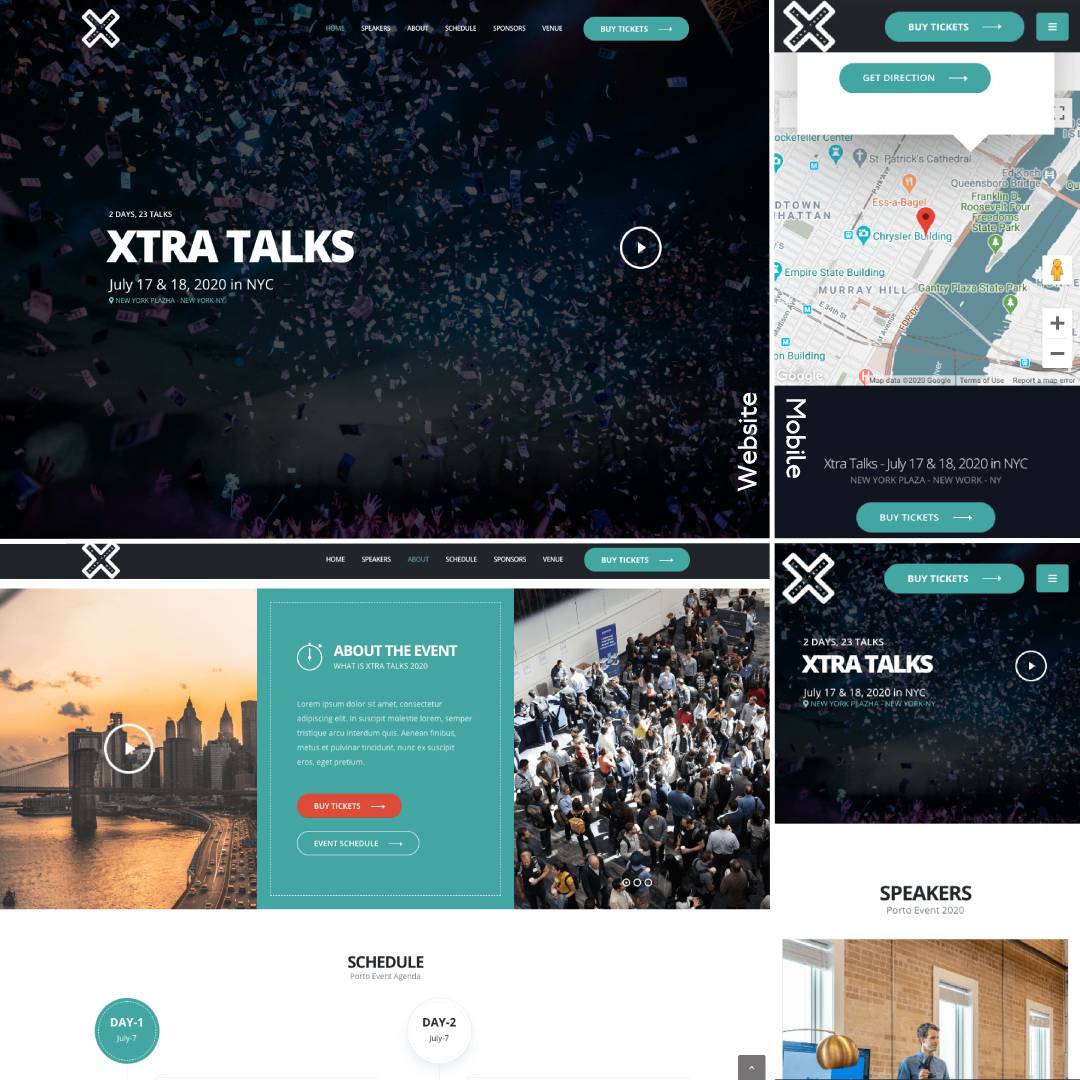 HOME SPEAKERS ABOUT SCHEDULE SPONSORS VENUE BUY TICKETS
2 DAYS, 23 TALKS
XTRA TALKS
July 17 & 18, 2020 in NYC
NEW YORK PLAZHA - NEW YORK-NY
Website
BUY TICKETS
GET DIRECTION
ockefeller Center
St. Patrick's Cathedral
Park Ave
Ed Koch
Queensboro Bridge
Ess-a-Bagel
Franklin D.
Roosevelt Four
Freedoms
State Park
DTOWN
HATTAN
Chrysler Building
Empire State Building
MURRAY HILL
Gantry Plaza State Park
E 34th St
1st Avenue
FDR Dr
Madison Ave
on Building
Google
Map data ©2020 Google Terms of Use Report a map error
Mobile
Xtra Talks - July 17 & 18, 2020 in NYC
NEW YORK PLAZA - NEW WORK - NY
BUY TICKETS
HOME SPEAKERS ABOUT SCHEDULE SPONSORS VENUE BUY TICKETS
ABOUT THE EVENT
WHAT IS XTRA TALKS 2020
Lorem ipsum dolor sit amet, consectetur
adipiscing elit. In suscipit molestie lorem, semper
tristique arcu interdum quis. Aenean finibus,
metus et pulvinar tincidunt, nunc ex suscipit
eros, eget pretium.
BUY TICKETS
EVENT SCHEDULE
SCHEDULE
Porto Event Agenda
DAY-1
July-7
DAY-2
July-7
BUY TICKETS
2 DAYS, 23 TALKS
XTRA TALKS
July 17 & 18, 2020 in NYC
NEW YORK PLAZHA - NEW YORK-NY
SPEAKERS
Porto Event 2020